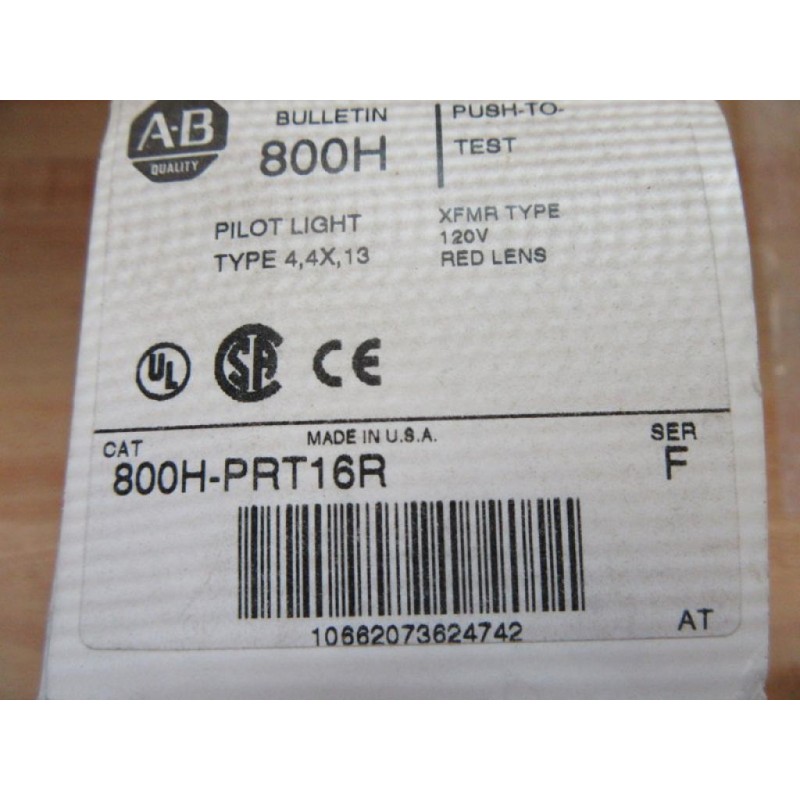 A-B
QUALITY
BULLETIN
800H
PUSH-TO-
TEST
PILOT LIGHT
TYPE 4,4X,13
XFMR TYPE
120V
RED LENS
UL
SA
CE
MADE IN U.S.A.
CAT
800H-PRT16R
SER
F
10662073624742
AT